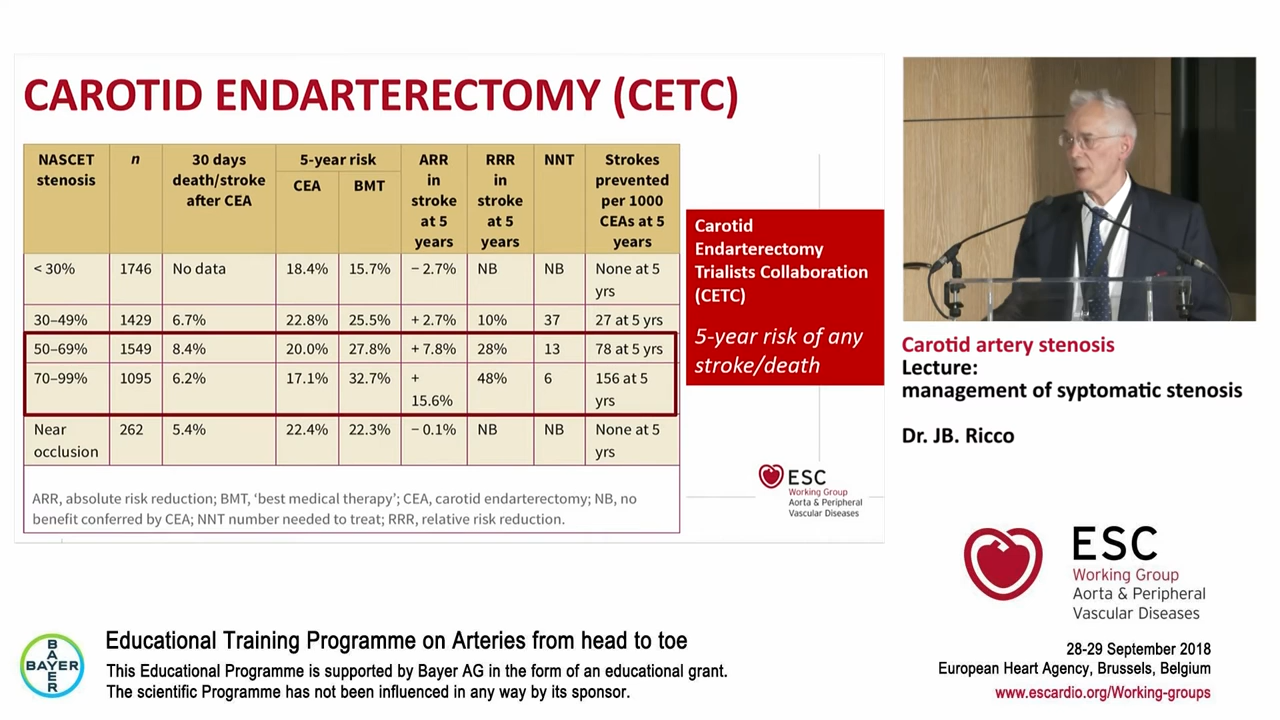 CAROTID ENDARTERECTOMY (CETC)
NASCET stenosis n 30 days death/stroke after CEA 5-year risk CEA BMT ARR in stroke at 5 years RRR in stroke at 5 years NNT Strokes prevented per 1000 CEAs at 5 years
< 30% 1746 No data 18.4% 15.7% − 2.7% NB NB None at 5 yrs
30–49% 1429 6.7% 22.8% 25.5% + 2.7% 10% 37 27 at 5 yrs
50–69% 1549 8.4% 20.0% 27.8% + 7.8% 28% 13 78 at 5 yrs
70–99% 1095 6.2% 17.1% 32.7% + 15.6% 48% 6 156 at 5 yrs
Near occlusion 262 5.4% 22.4% 22.3% − 0.1% NB NB None at 5 yrs
ARR, absolute risk reduction; BMT, ‘best medical therapy’; CEA, carotid endarterectomy; NB, no
benefit conferred by CEA; NNT number needed to treat; RRR, relative risk reduction.
Carotid
Endarterectomy
Trialists Collaboration
(CETC)
5-year risk of any
stroke/death
ESC
Working Group
Aorta & Peripheral
Vascular Diseases
Carotid artery stenosis
Lecture:
management of syptomatic stenosis
Dr. JB. Ricco
ESC
Working Group
Aorta & Peripheral
Vascular Diseases
BAYER
BAYER
Educational Training Programme on Arteries from head to toe
This Educational Programme is supported by Bayer AG in the form of an educational grant.
The scientific Programme has not been influenced in any way by its sponsor.
28-29 September 2018
European Heart Agency, Brussels, Belgium
www.escardio.org/Working-groups